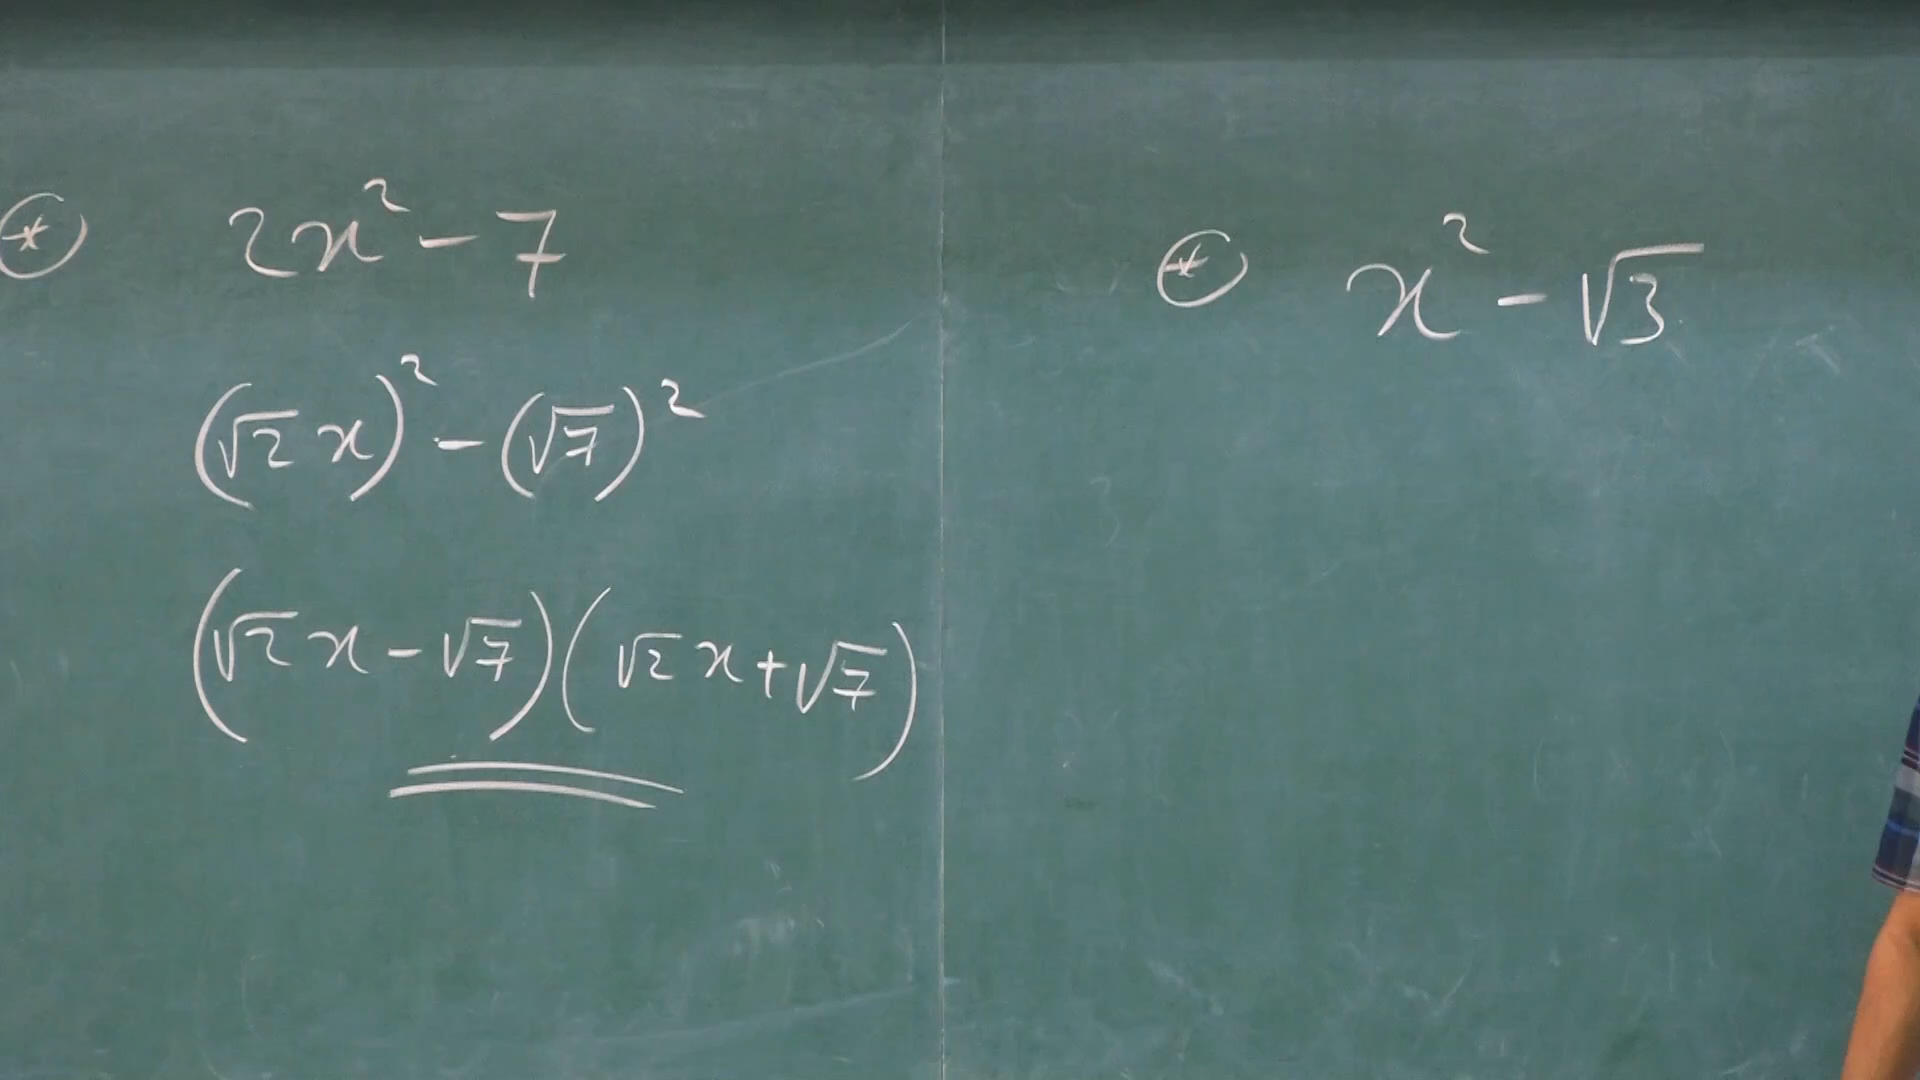 ⊛ 2x² - 7
(√2 x)² - (√7)²
(√2 x - √7)(√2 x + √7)
⊛ x² - √3